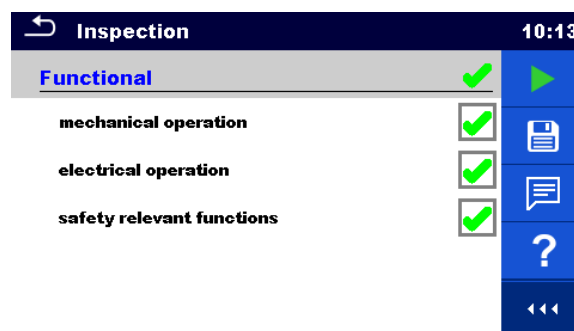 Inspection 10:13
Functional
mechanical operation
electrical operation
safety relevant functions
?